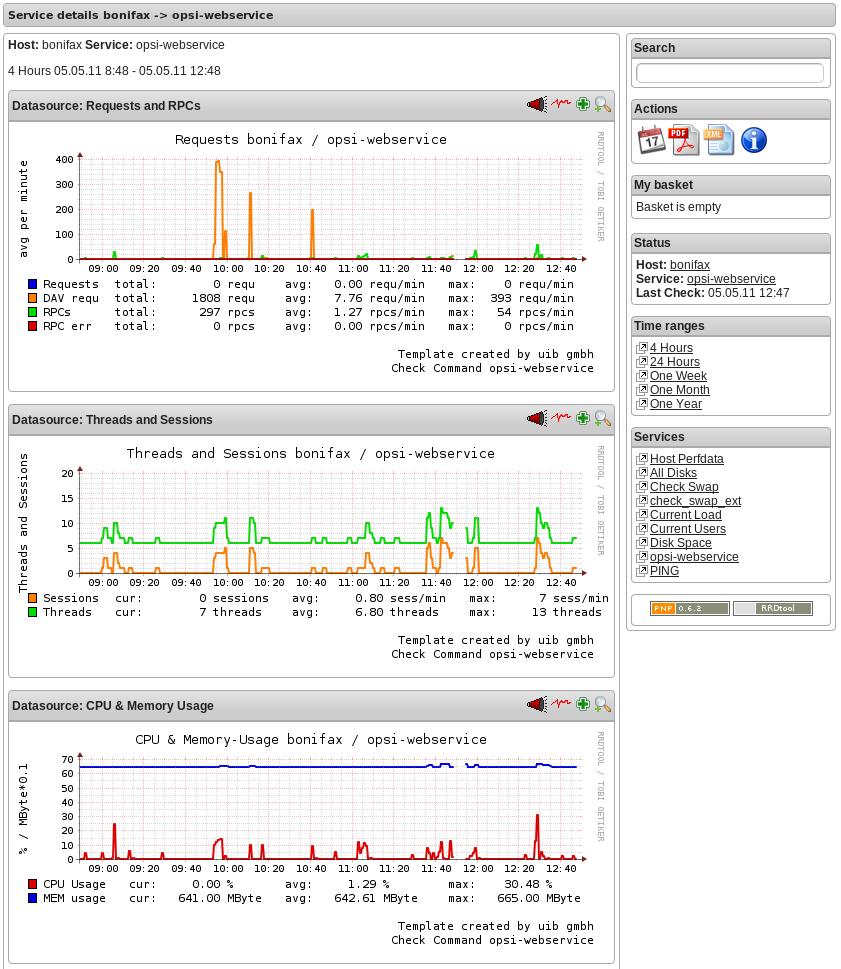 Service details bonifax -> opsi-webservice
Host: bonifax Service: opsi-webservice
4 Hours 05.05.11 8:48 - 05.05.11 12:48
Datasource: Requests and RPCs
Requests bonifax / opsi-webservice
RRDTOOL / TOBI OETIKER
avg per minute
400
300
200
100
0
09:00 09:20 09:40 10:00 10:20 10:40 11:00 11:20 11:40 12:00 12:20 12:40
Requests total: 0 requ avg: 0.00 requ/min max: 0 requ/min
DAV requ total: 1808 requ avg: 7.76 requ/min max: 393 requ/min
RPCs total: 297 rpcs avg: 1.27 rpcs/min max: 54 rpcs/min
RPC err total: 0 rpcs avg: 0.00 rpcs/min max: 0 rpcs/min
Template created by uib gmbh
Check Command opsi-webservice
Datasource: Threads and Sessions
Threads and Sessions bonifax / opsi-webservice
RRDTOOL / TOBI OETIKER
Threads and Sessions
20
15
10
5
0
09:00 09:20 09:40 10:00 10:20 10:40 11:00 11:20 11:40 12:00 12:20 12:40
Sessions cur: 0 sessions avg: 0.80 sess/min max: 7 sess/min
Threads cur: 7 threads avg: 6.80 threads max: 13 threads
Template created by uib gmbh
Check Command opsi-webservice
Datasource: CPU & Memory Usage
CPU & Memory-Usage bonifax / opsi-webservice
RRDTOOL / TOBI OETIKER
% / MByte*0.1
70
60
50
40
30
20
10
0
09:00 09:20 09:40 10:00 10:20 10:40 11:00 11:20 11:40 12:00 12:20 12:40
CPU Usage cur: 0.00 % avg: 1.29 % max: 30.48 %
MEM usage cur: 641.00 MByte avg: 642.61 MByte max: 665.00 MByte
Template created by uib gmbh
Check Command opsi-webservice
Search
Actions
17
PDF
XML
i
My basket
Basket is empty
Status
Host: bonifax
Service: opsi-webservice
Last Check: 05.05.11 12:47
Time ranges
4 Hours
24 Hours
One Week
One Month
One Year
Services
Host Perfdata
All Disks
Check Swap
check_swap_ext
Current Load
Current Users
Disk Space
opsi-webservice
PING
PNP 0.6.2
RRDtool